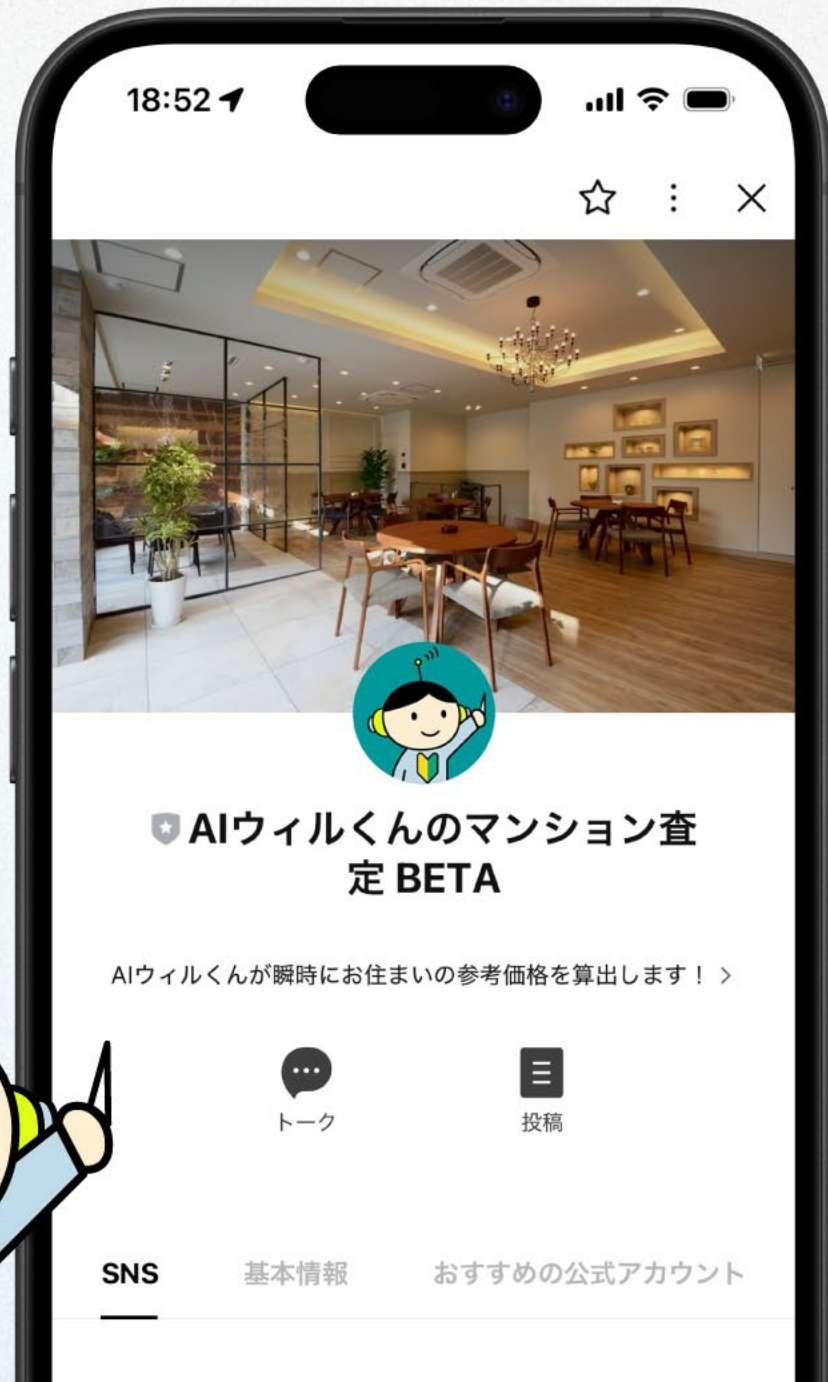 18:52
AIウィルくんのマンション査
定 BETA
AIウィルくんが瞬時にお住まいの参考価格を算出します！ >
トーク
投稿
SNS
基本情報
おすすめの公式アカウント